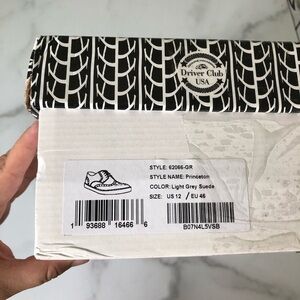 Driver Club
USA
STYLE: 62066-GR
STYLE NAME: Princeton
COLOR: Light Grey Suede
SIZE: US 12 / EU 46
1 93688 16466 6
B07N4L5VSB